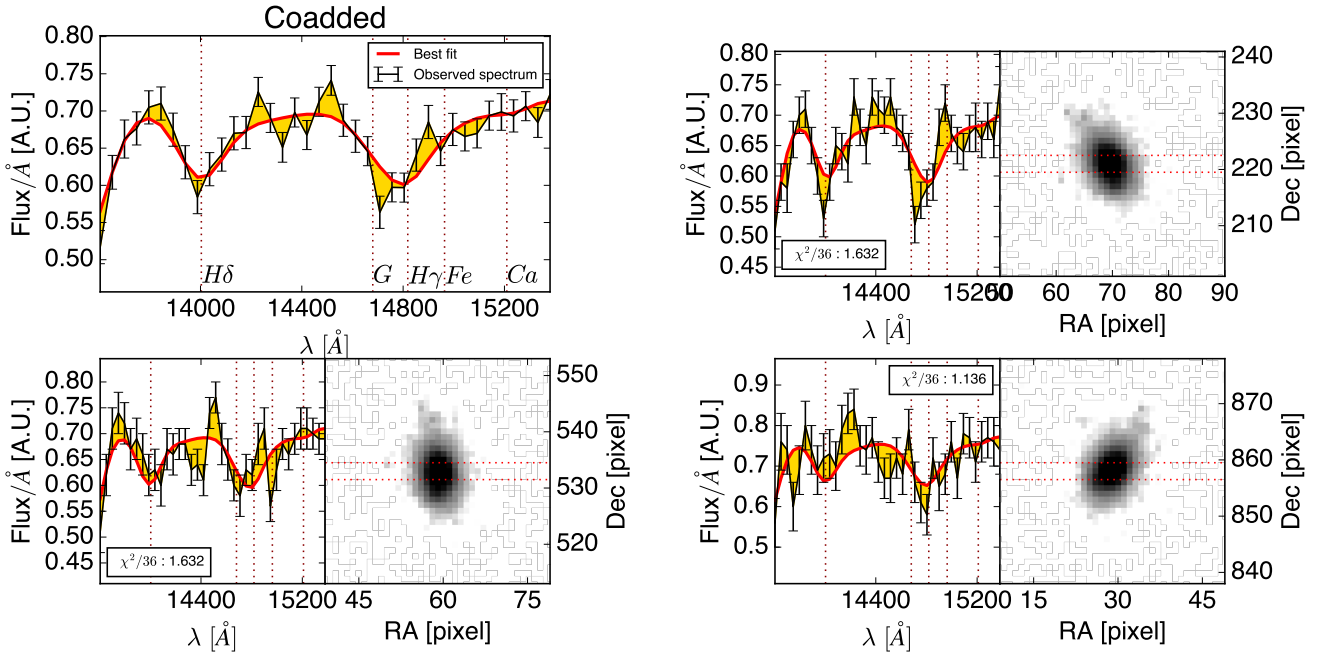 Coadded
0.80
0.75
0.70
0.65
0.60
0.55
0.50
Flux/Å [A.U.]
Best fit
Observed spectrum
Hδ
G
Hγ
Fe
Ca
14000 14400 14800 15200
λ [Å]
0.80
0.75
0.70
0.65
0.60
0.55
0.50
0.45
Flux/Å [A.U.]
χ²/36 : 1.632
14400 15200
λ [Å]
240
230
220
210
Dec [pixel]
50 60 70 80 90
RA [pixel]
0.80
0.75
0.70
0.65
0.60
0.55
0.50
0.45
Flux/Å [A.U.]
χ²/36 : 1.632
14400 15200
λ [Å]
550
540
530
520
Dec [pixel]
45 60 75
RA [pixel]
0.9
0.8
0.7
0.6
0.5
Flux/Å [A.U.]
χ²/36 : 1.136
14400 15200
λ [Å]
870
860
850
840
Dec [pixel]
15 30 45
RA [pixel]